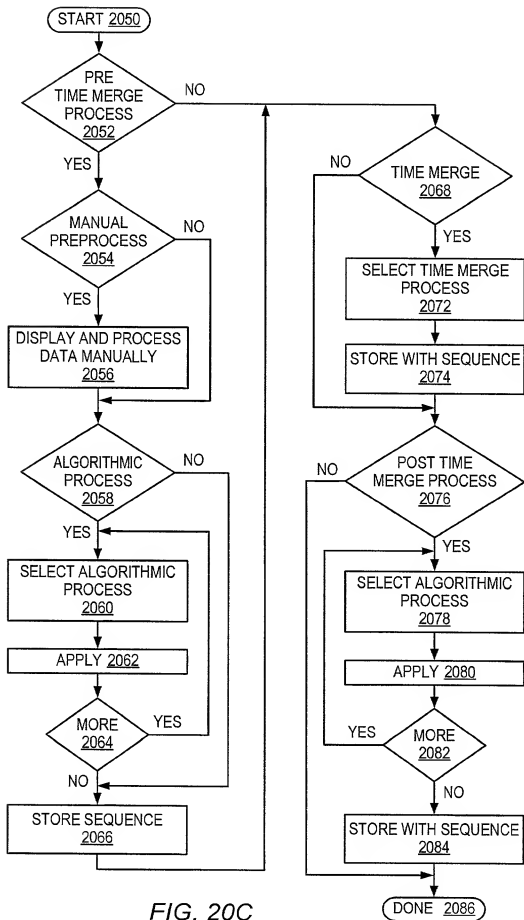 START 2050
PRE
TIME MERGE
PROCESS
2052
NO
YES
MANUAL
PREPROCESS
2054
NO
YES
DISPLAY AND PROCESS
DATA MANUALLY
2056
ALGORITHMIC
PROCESS
2058
NO
YES
SELECT ALGORITHMIC
PROCESS
2060
APPLY 2062
MORE
2064
YES
NO
STORE SEQUENCE
2066
TIME MERGE
2068
NO
YES
SELECT TIME MERGE
PROCESS
2072
STORE WITH SEQUENCE
2074
POST TIME
MERGE PROCESS
2076
NO
YES
SELECT ALGORITHMIC
PROCESS
2078
APPLY 2080
MORE
2082
YES
NO
STORE WITH SEQUENCE
2084
DONE 2086
FIG. 20C